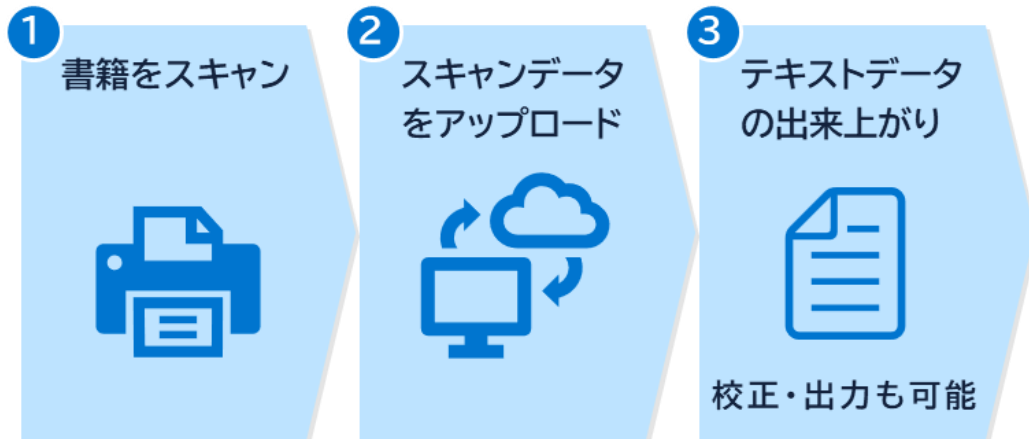 1
書籍をスキャン
2
スキャンデータ
をアップロード
3
テキストデータ
の出来上がり
校正・出力も可能